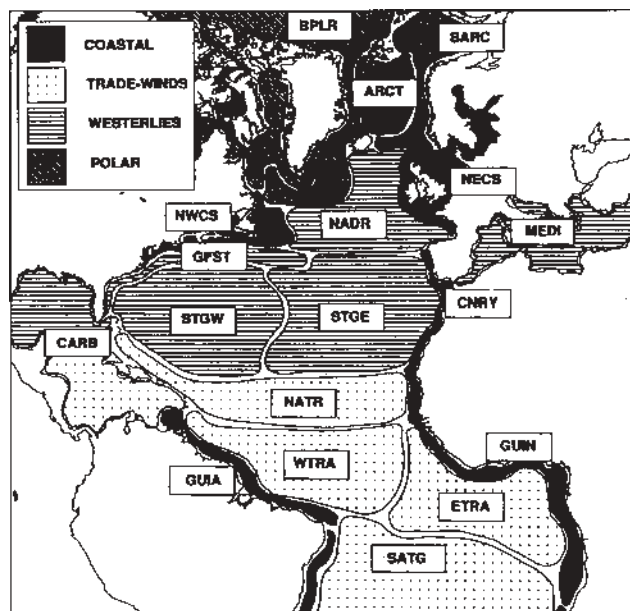 COASTAL
TRADE-WINDS
WESTERLIES
POLAR
BPLR
SARC
ARCT
NECS
NWCS
NADR
MEDI
GFST
CNRY
STGW
STGE
CARB
NATR
GUIN
WTRA
GUIA
ETRA
SATG